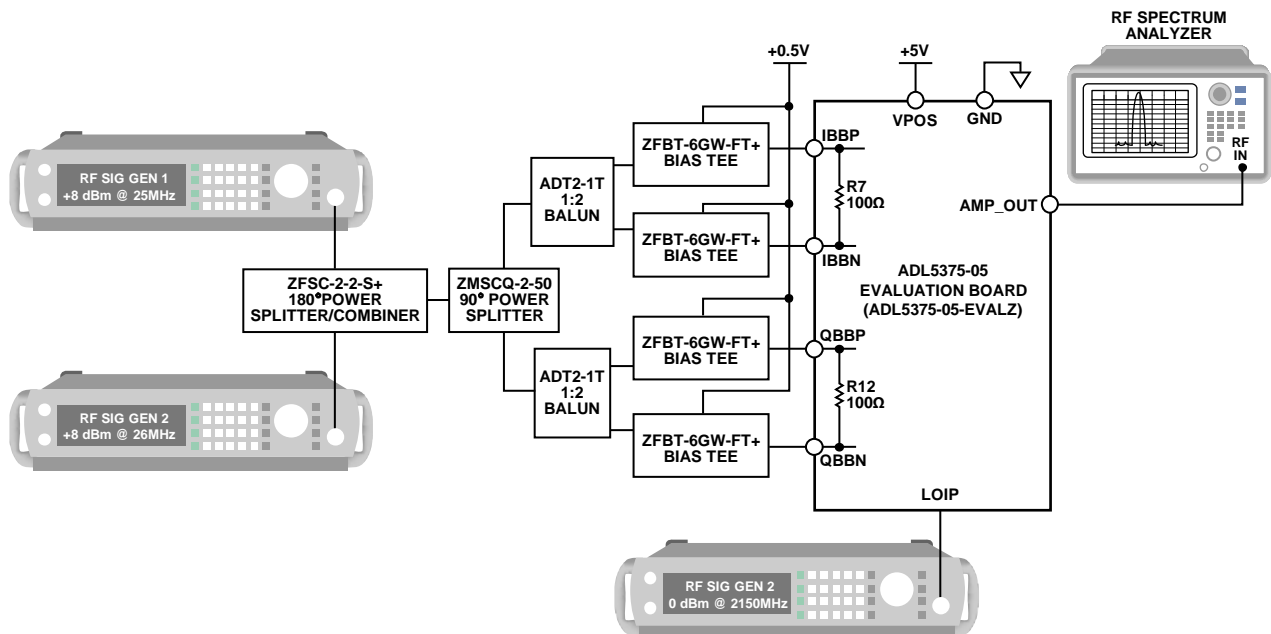 RF SPECTRUM
ANALYZER
+0.5V
+5V
VPOS
GND
RF
IN
RF SIG GEN 1
+8 dBm @ 25MHz
ZFBT-6GW-FT+
BIAS TEE
IBBP
ADT2-1T
1:2
BALUN
R7
100Ω
AMP_OUT
ZFBT-6GW-FT+
BIAS TEE
IBBN
ZFSC-2-2-S+
180°POWER
SPLITTER/COMBINER
ZMSCQ-2-50
90° POWER
SPLITTER
ADL5375-05
EVALUATION BOARD
(ADL5375-05-EVALZ)
ZFBT-6GW-FT+
BIAS TEE
QBBP
ADT2-1T
1:2
BALUN
R12
100Ω
RF SIG GEN 2
+8 dBm @ 26MHz
ZFBT-6GW-FT+
BIAS TEE
QBBN
LOIP
RF SIG GEN 2
0 dBm @ 2150MHz